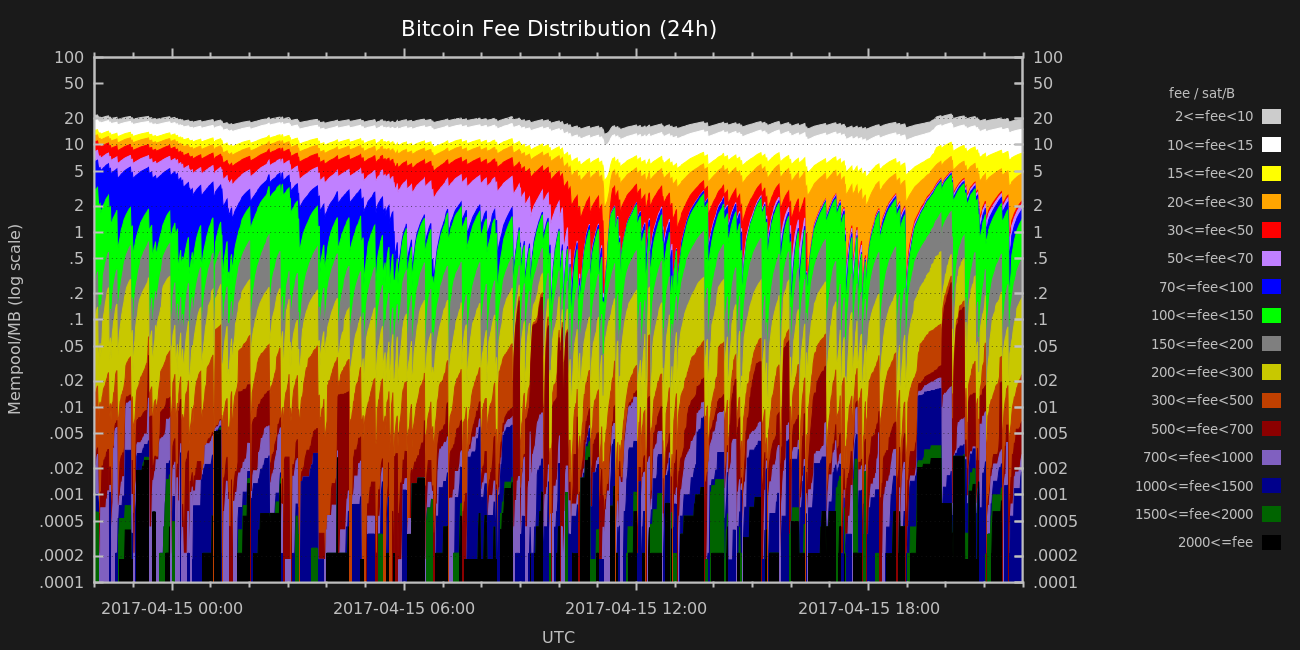 Bitcoin Fee Distribution (24h)
Mempool/MB (log scale)
100
50
20
10
5
2
1
.5
.2
.1
.05
.02
.01
.005
.002
.001
.0005
.0002
.0001
100
50
20
10
5
2
1
.5
.2
.1
.05
.02
.01
.005
.002
.001
.0005
.0002
.0001
2017-04-15 00:00
2017-04-15 06:00
2017-04-15 12:00
2017-04-15 18:00
UTC
fee / sat/B
2<=fee<10
10<=fee<15
15<=fee<20
20<=fee<30
30<=fee<50
50<=fee<70
70<=fee<100
100<=fee<150
150<=fee<200
200<=fee<300
300<=fee<500
500<=fee<700
700<=fee<1000
1000<=fee<1500
1500<=fee<2000
2000<=fee